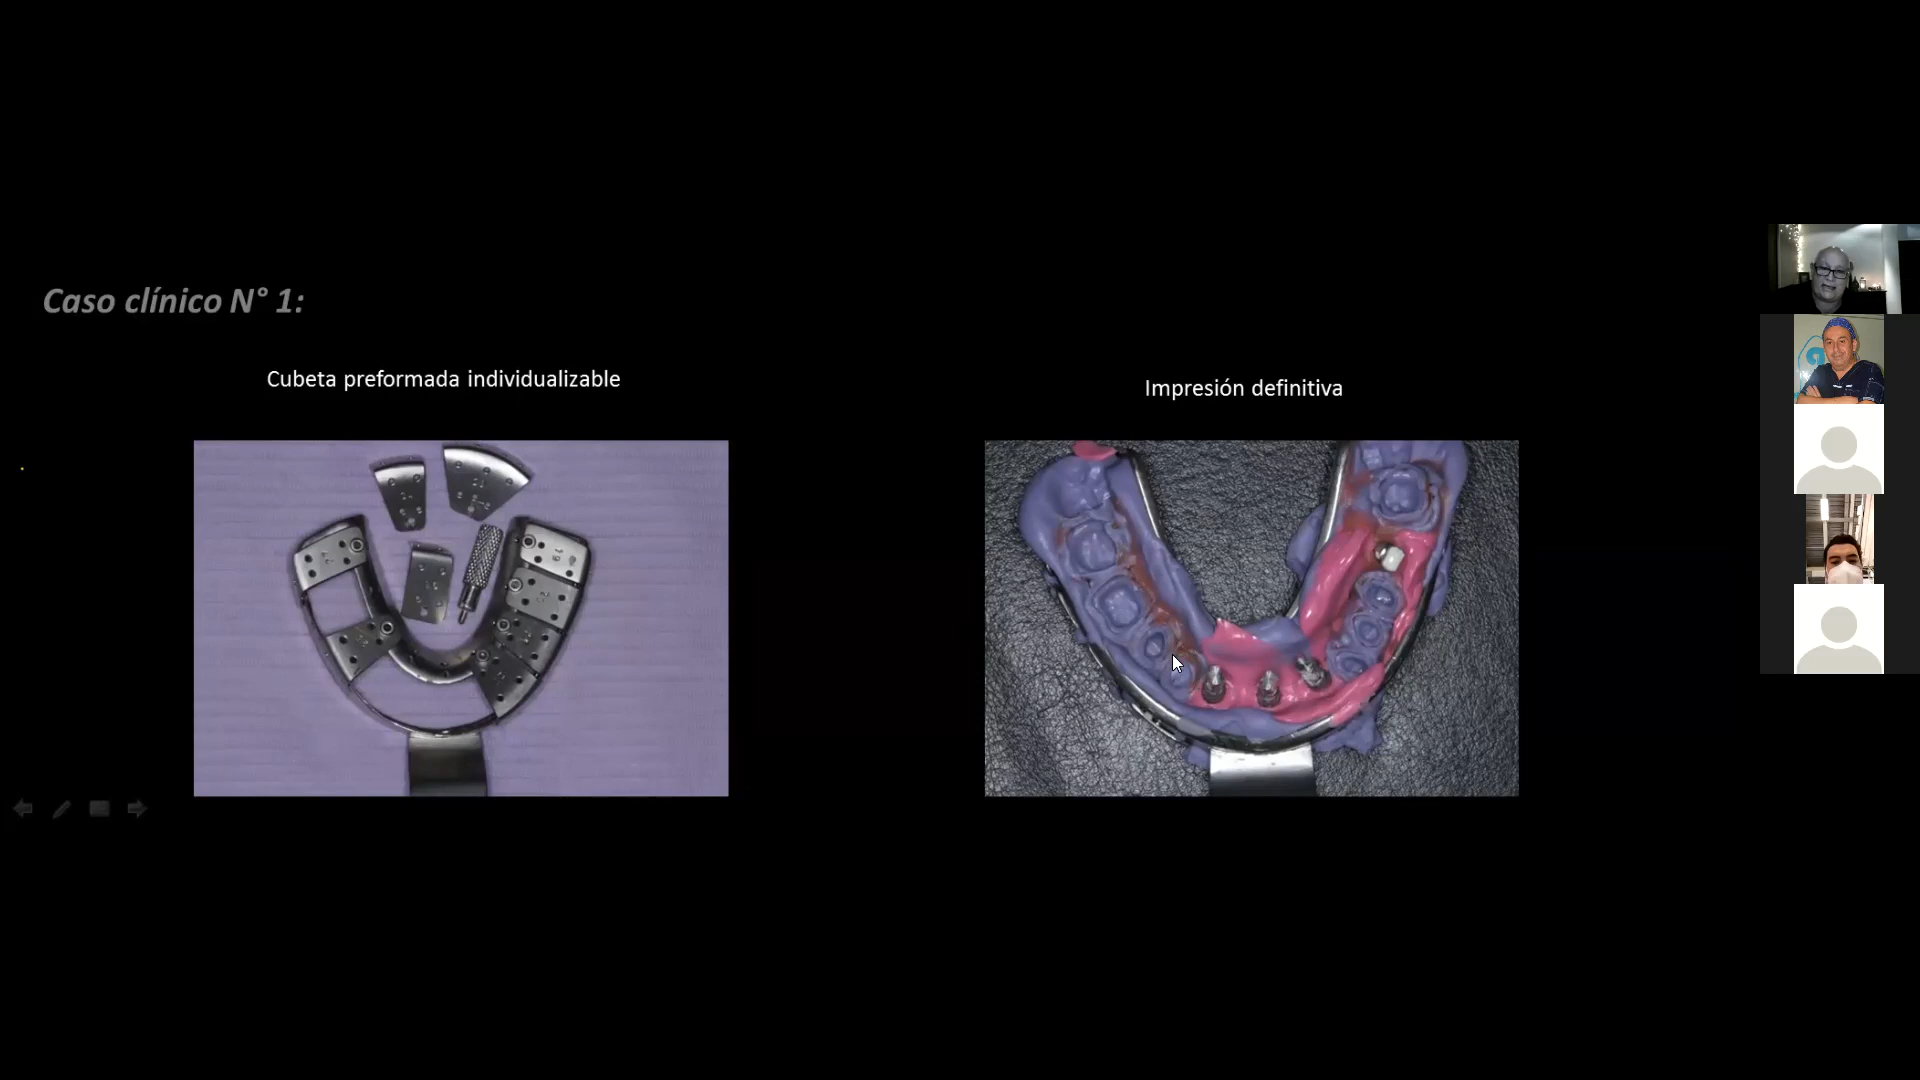 Caso clínico N° 1:
Cubeta preformada individualizable
Impresión definitiva